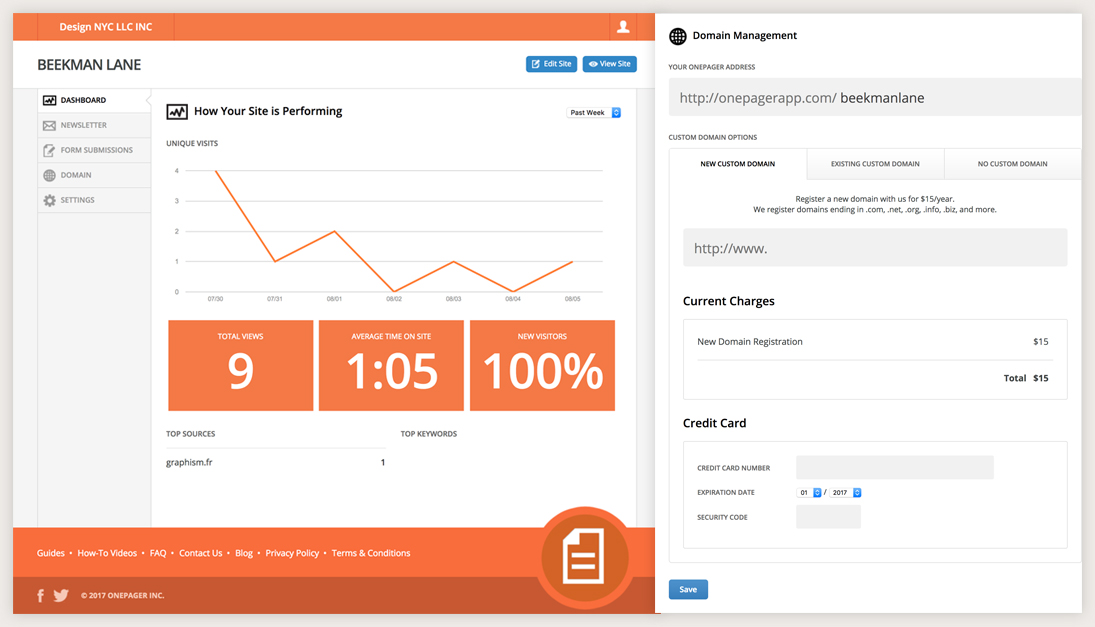 Design NYC LLC INC
BEEKMAN LANE
Edit Site
View Site
DASHBOARD
NEWSLETTER
FORM SUBMISSIONS
DOMAIN
SETTINGS
How Your Site is Performing
Past Week
UNIQUE VISITS
4
3
2
1
0
07/30 07/31 08/01 08/02 08/03 08/04 08/05
TOTAL VIEWS
9
AVERAGE TIME ON SITE
1:05
NEW VISITORS
100%
TOP SOURCES
TOP KEYWORDS
graphism.fr 1
Guides • How-To Videos • FAQ • Contact Us • Blog • Privacy Policy • Terms & Conditions
© 2017 ONEPAGER INC.
Domain Management
YOUR ONEPAGER ADDRESS
http://onepagerapp.com/ beekmanlane
CUSTOM DOMAIN OPTIONS
NEW CUSTOM DOMAIN
EXISTING CUSTOM DOMAIN
NO CUSTOM DOMAIN
Register a new domain with us for $15/year.
We register domains ending in .com, .net, .org, .info, .biz, and more.
http://www.
Current Charges
New Domain Registration $15
Total $15
Credit Card
CREDIT CARD NUMBER
EXPIRATION DATE 01 / 2017
SECURITY CODE
Save